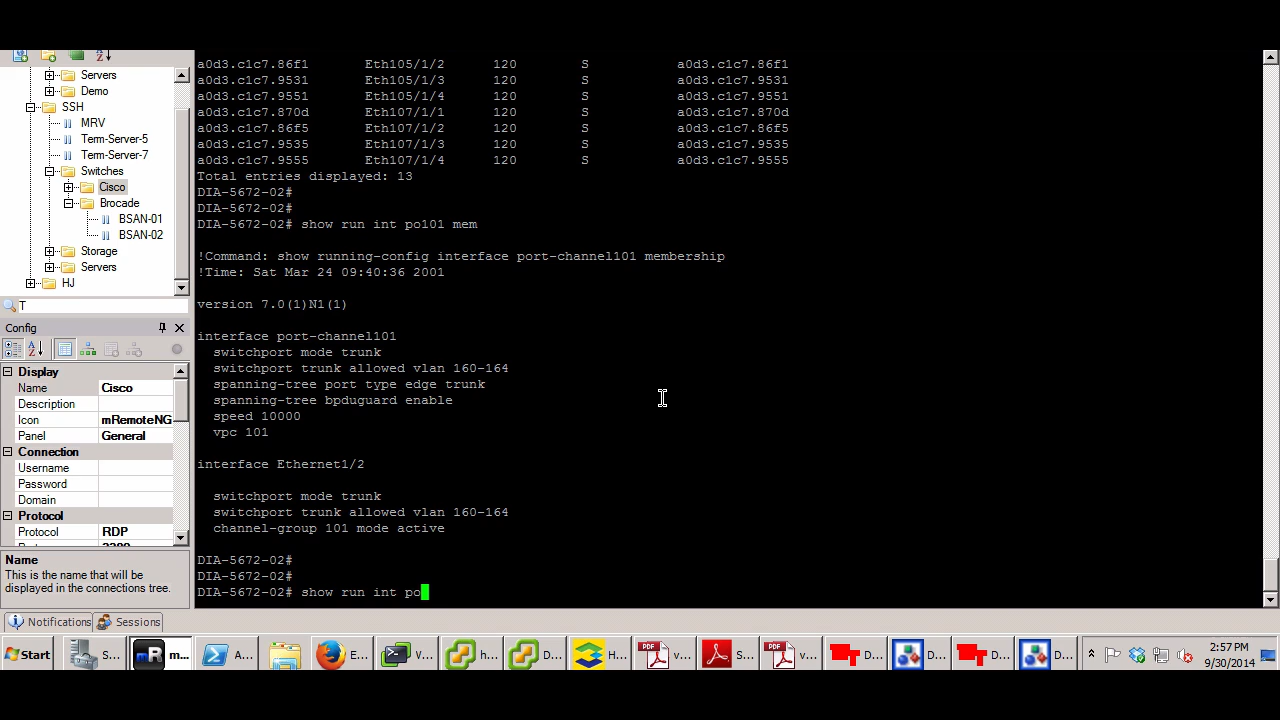 Servers
Demo
SSH
MRV
Term-Server-5
Term-Server-7
Switches
Cisco
Brocade
BSAN-01
BSAN-02
Storage
Servers
HJ
T
Config
Display
Name Cisco
Description
Icon mRemoteNG
Panel General
Connection
Username
Password
Domain
Protocol
Protocol RDP
Name
This is the name that will be
displayed in the connections tree.
Notifications Sessions
a0d3.c1c7.86f1 Eth105/1/2 120 S a0d3.c1c7.86f1
a0d3.c1c7.9531 Eth105/1/3 120 S a0d3.c1c7.9531
a0d3.c1c7.9551 Eth105/1/4 120 S a0d3.c1c7.9551
a0d3.c1c7.870d Eth107/1/1 120 S a0d3.c1c7.870d
a0d3.c1c7.86f5 Eth107/1/2 120 S a0d3.c1c7.86f5
a0d3.c1c7.9535 Eth107/1/3 120 S a0d3.c1c7.9535
a0d3.c1c7.9555 Eth107/1/4 120 S a0d3.c1c7.9555
Total entries displayed: 13
DIA-5672-02#
DIA-5672-02#
DIA-5672-02# show run int po101 mem
!Command: show running-config interface port-channel101 membership
!Time: Sat Mar 24 09:40:36 2001
version 7.0(1)N1(1)
interface port-channel101
switchport mode trunk
switchport trunk allowed vlan 160-164
spanning-tree port type edge trunk
spanning-tree bpduguard enable
speed 10000
vpc 101
interface Ethernet1/2
switchport mode trunk
switchport trunk allowed vlan 160-164
channel-group 101 mode active
DIA-5672-02#
DIA-5672-02#
DIA-5672-02# show run int po
Start S... mR m... A... E... V... h... D... H... v... S... v... D... D... D... D... 2:57 PM
9/30/2014